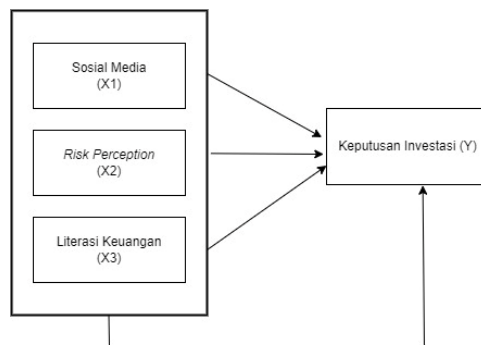 Sosial Media
(X1)
Risk Perception
(X2)
Literasi Keuangan
(X3)
Keputusan Investasi (Y)